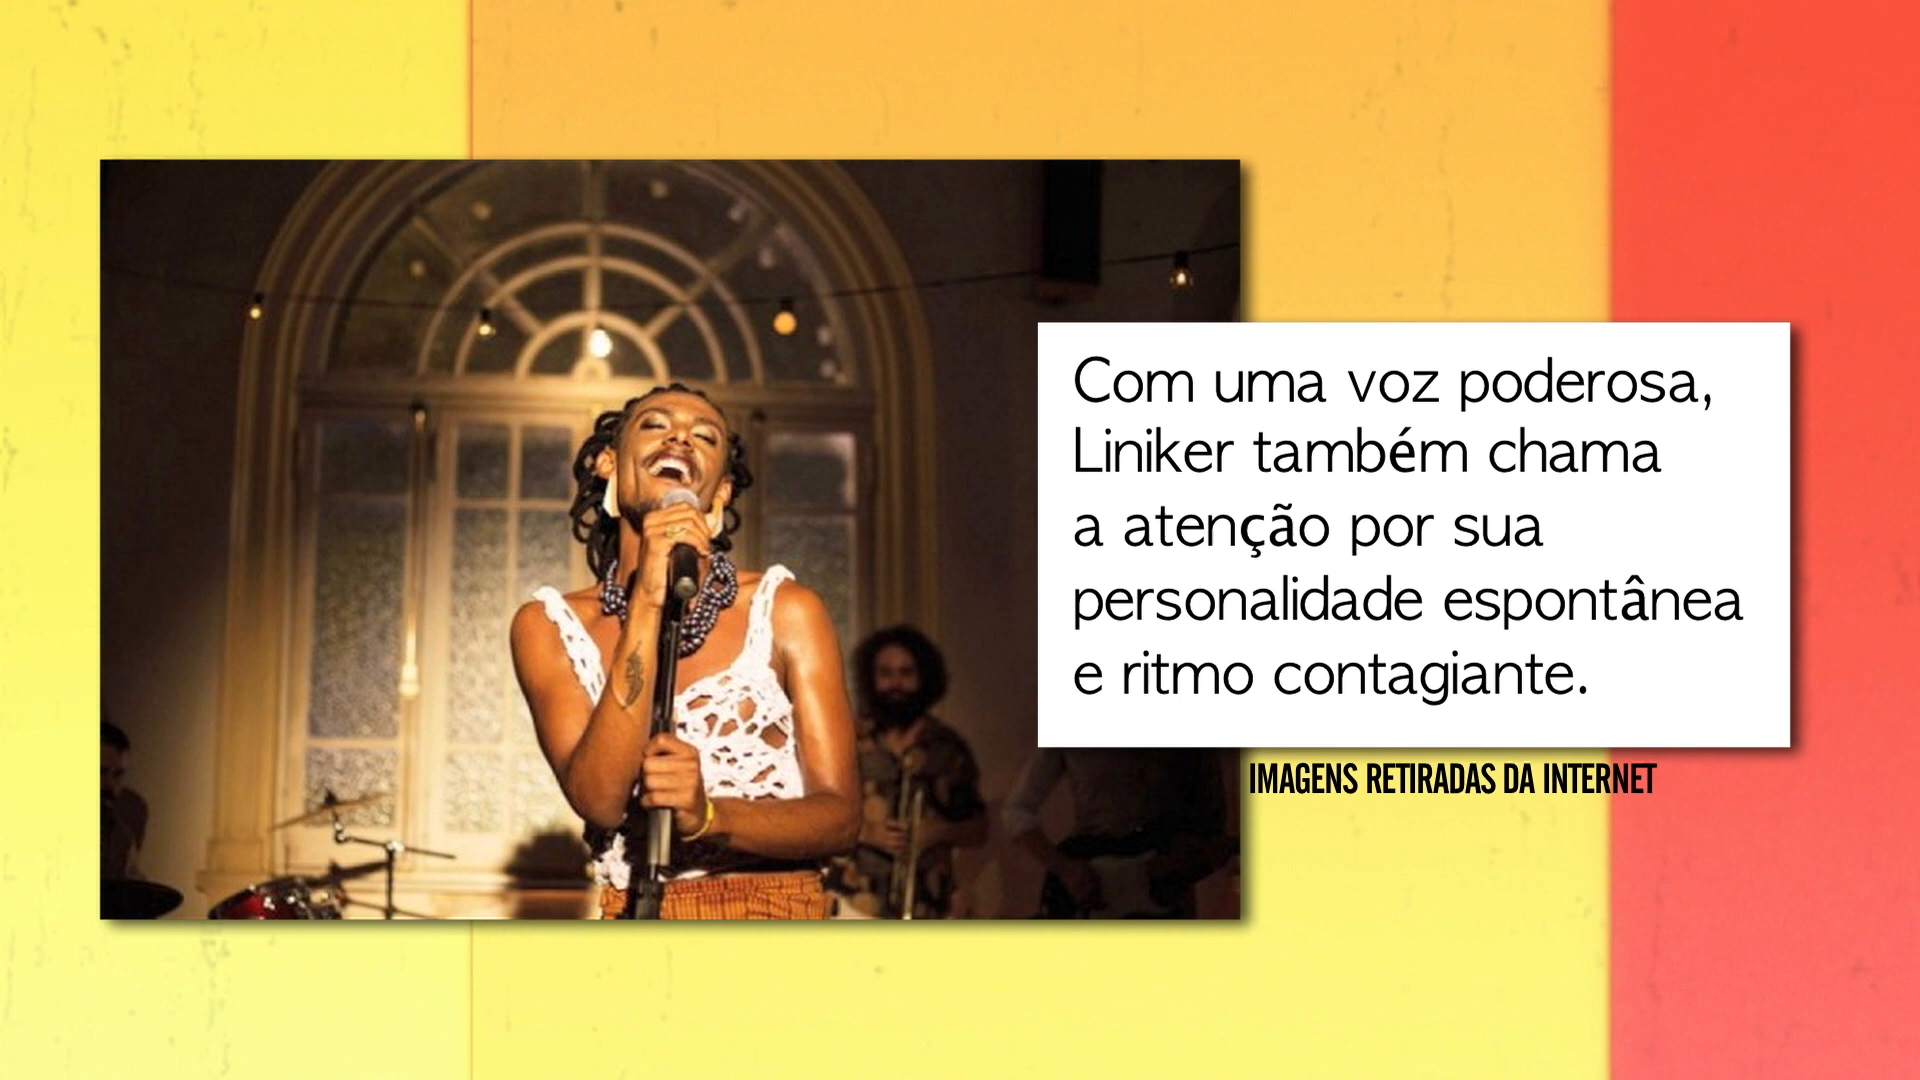 Com uma voz poderosa,
Liniker também chama
a atenção por sua
personalidade espontânea
e ritmo contagiante.
IMAGENS RETIRADAS DA INTERNET